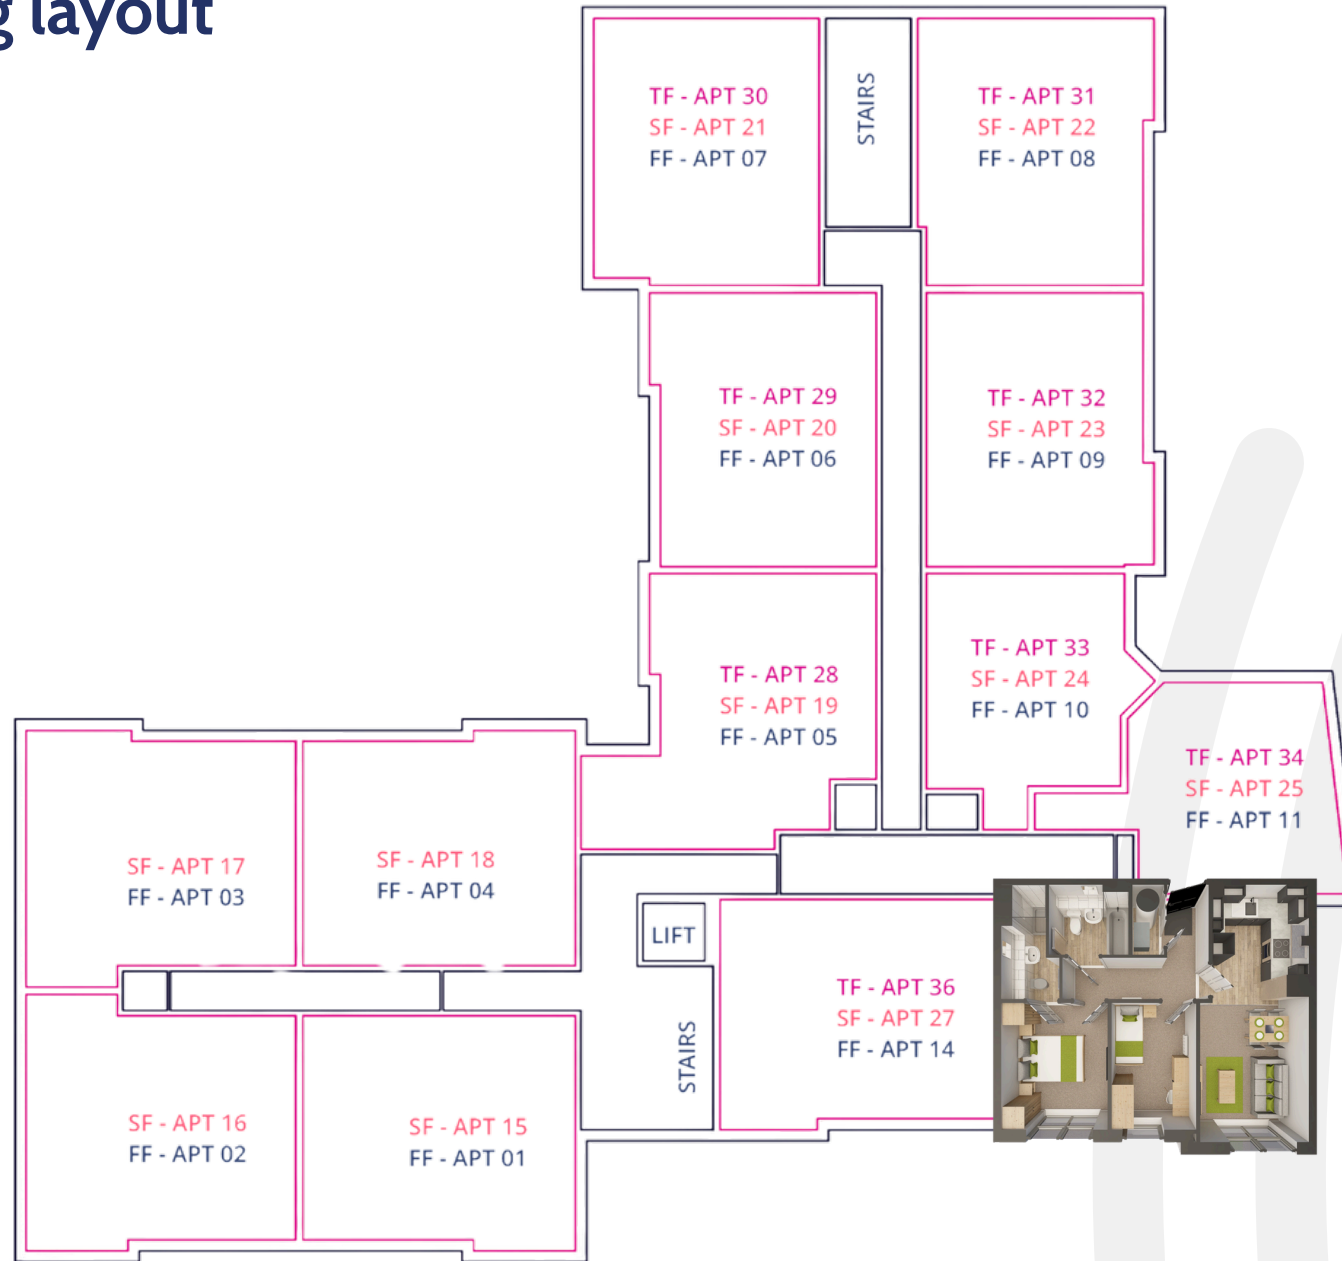 layout
TF - APT 30
SF - APT 21
FF - APT 07
STAIRS
TF - APT 31
SF - APT 22
FF - APT 08
TF - APT 29
SF - APT 20
FF - APT 06
TF - APT 32
SF - APT 23
FF - APT 09
TF - APT 28
SF - APT 19
FF - APT 05
TF - APT 33
SF - APT 24
FF - APT 10
TF - APT 34
SF - APT 25
FF - APT 11
SF - APT 17
FF - APT 03
SF - APT 18
FF - APT 04
LIFT
STAIRS
TF - APT 36
SF - APT 27
FF - APT 14
SF - APT 16
FF - APT 02
SF - APT 15
FF - APT 01